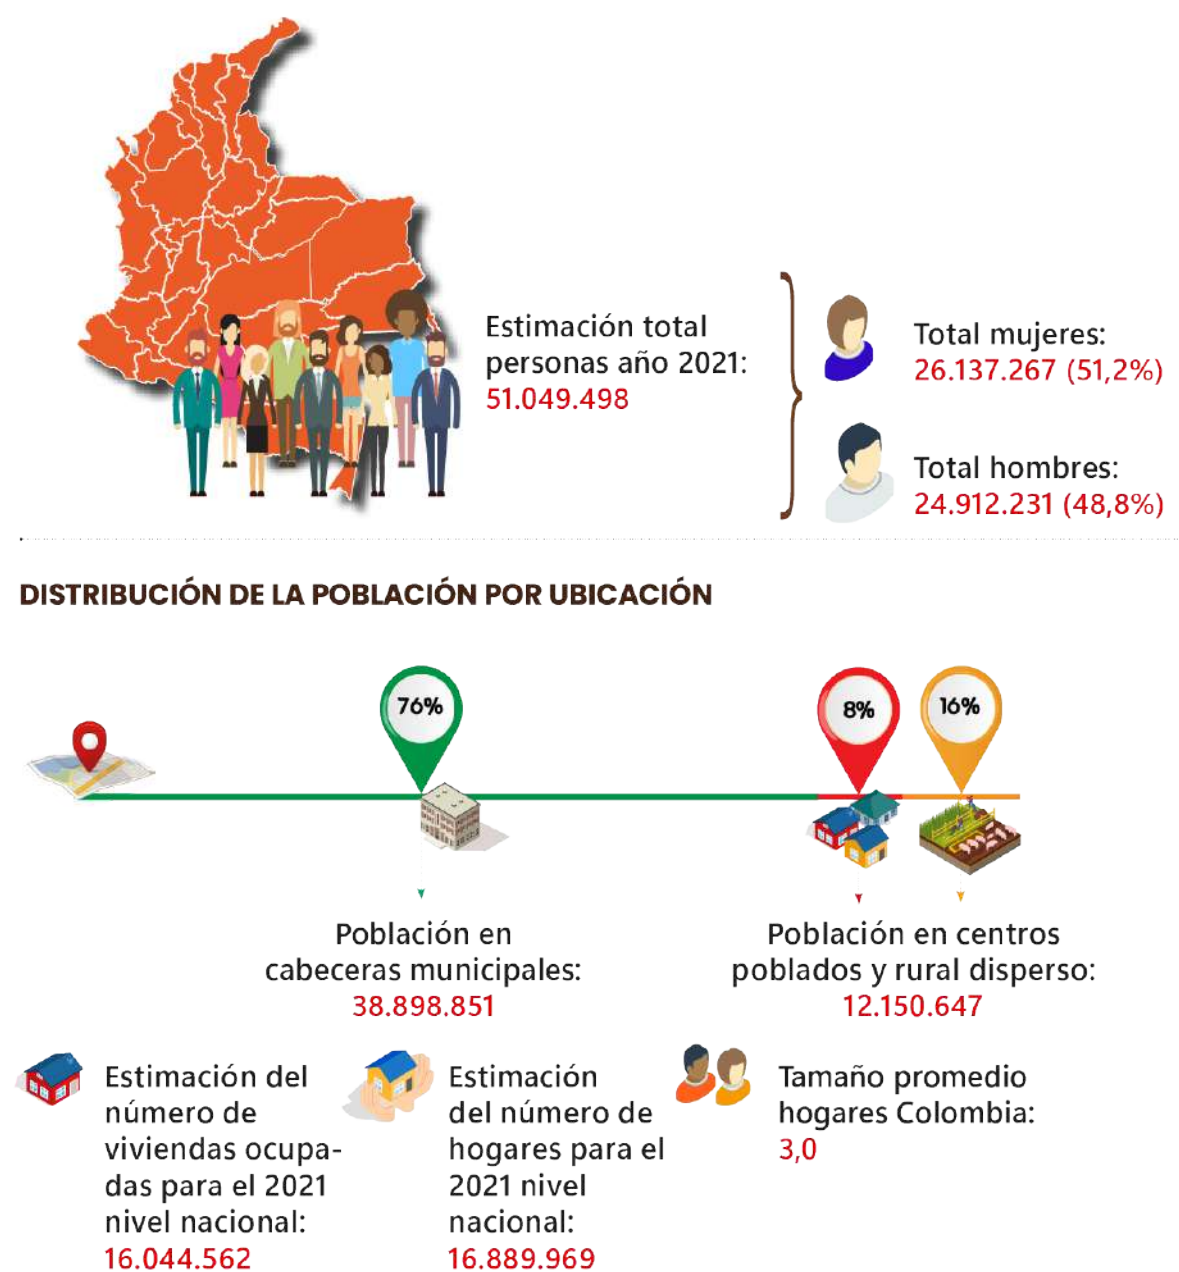 Estimación total
personas año 2021:
51.049.498
Total mujeres:
26.137.267 (51,2%)
Total hombres:
24.912.231 (48,8%)
DISTRIBUCIÓN DE LA POBLACIÓN POR UBICACIÓN
76%
8%
16%
Población en
cabeceras municipales:
38.898.851
Población en centros
poblados y rural disperso:
12.150.647
Estimación del
número de
viviendas ocupa-
das para el 2021
nivel nacional:
16.044.562
Estimación
del número de
hogares para el
2021 nivel
nacional:
16.889.969
Tamaño promedio
hogares Colombia:
3,0